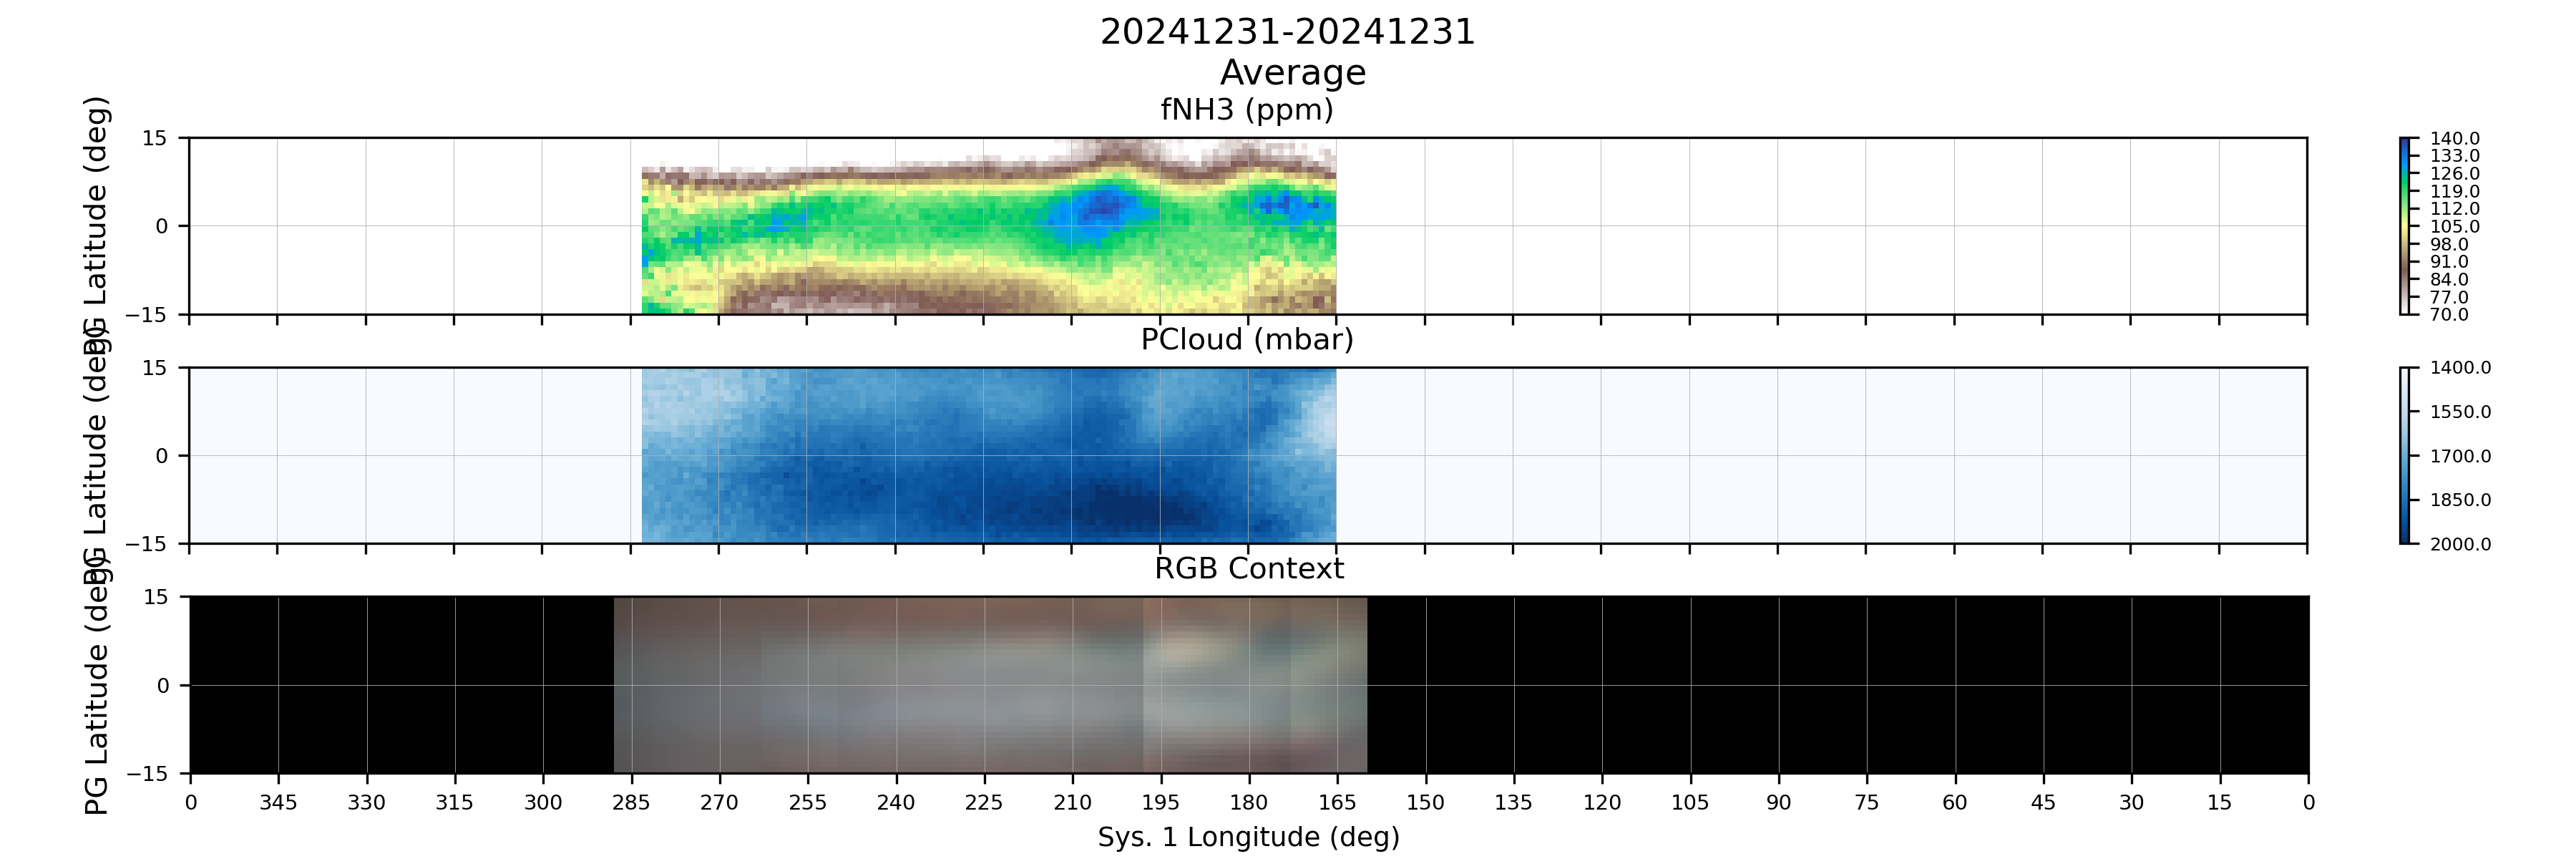 20241231-20241231
Average
fNH3 (ppm)
PG Latitude (deg)
15
0
−15
140.0
133.0
126.0
119.0
112.0
105.0
98.0
91.0
84.0
77.0
70.0
PCloud (mbar)
PG Latitude (deg)
15
0
−15
1400.0
1550.0
1700.0
1850.0
2000.0
RGB Context
PG Latitude (deg)
15
0
−15
0 345 330 315 300 285 270 255 240 225 210 195 180 165 150 135 120 105 90 75 60 45 30 15 0
Sys. 1 Longitude (deg)